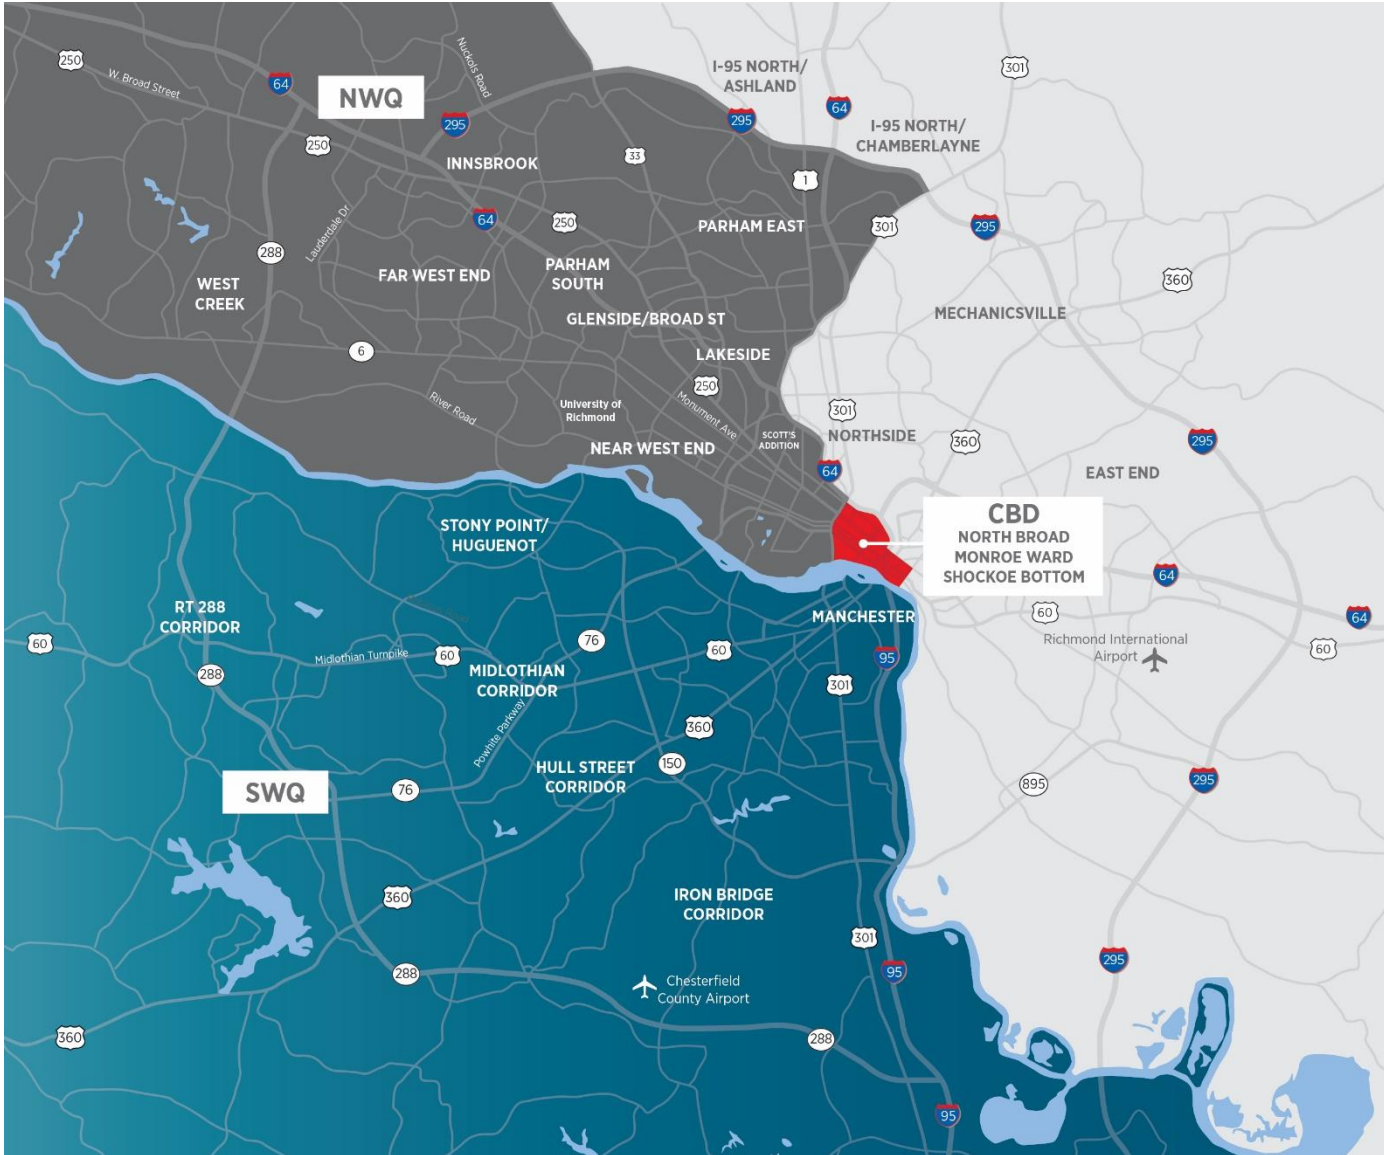 250
W. Broad Street
64
NWQ
Nuckols Road
295
I-95 NORTH/
ASHLAND
295
64
301
I-95 NORTH/
CHAMBERLAYNE
250
INNSBROOK
33
1
64
250
PARHAM EAST
301
295
Lauderdale Dr
288
WEST
CREEK
FAR WEST END
PARHAM
SOUTH
360
GLENSIDE/BROAD ST
MECHANICSVILLE
6
LAKESIDE
250
River Road
University of
Richmond
Monument Ave
301
NORTHSIDE
360
295
NEAR WEST END
SCOTT'S
ADDITION
64
EAST END
CBD
NORTH BROAD
MONROE WARD
SHOCKOE BOTTOM
STONY POINT/
HUGUENOT
64
RT 288
CORRIDOR
MANCHESTER
60
64
60
Midlothian Turnpike
60
76
60
95
Richmond International
Airport
60
288
MIDLOTHIAN
CORRIDOR
301
Powhite Parkway
360
HULL STREET
CORRIDOR
150
SWQ
76
895
295
360
IRON BRIDGE
CORRIDOR
301
288
95
295
Chesterfield
County Airport
360
288
95